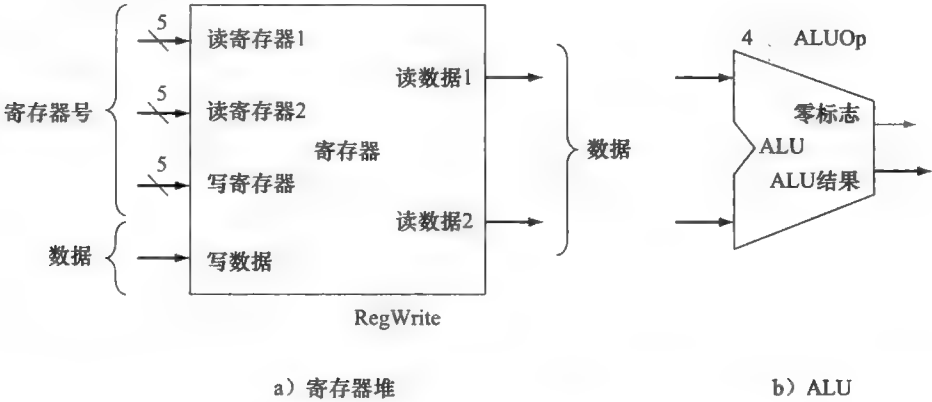 5
读寄存器1
5
读寄存器2
寄存器号
寄存器
5
写寄存器
数据
写数据
读数据1
读数据2
数据
RegWrite
4 ALUOp
零标志
ALU
ALU结果
a）寄存器堆
b）ALU